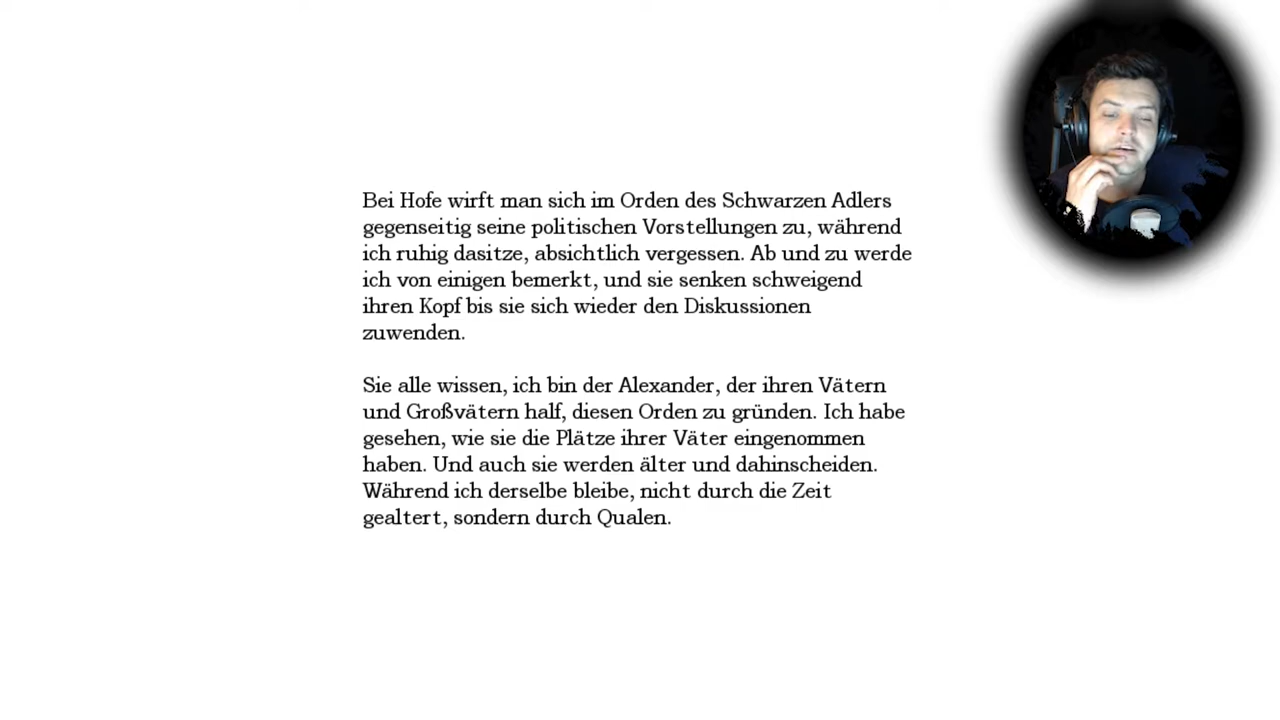 Bei Hofe wirft man sich im Orden des Schwarzen Adlers
gegenseitig seine politischen Vorstellungen zu, während
ich ruhig dasitze, absichtlich vergessen. Ab und zu werde
ich von einigen bemerkt, und sie senken schweigend
ihren Kopf bis sie sich wieder den Diskussionen
zuwenden.
Sie alle wissen, ich bin der Alexander, der ihren Vätern
und Großvätern half, diesen Orden zu gründen. Ich habe
gesehen, wie sie die Plätze ihrer Väter eingenommen
haben. Und auch sie werden älter und dahinscheiden.
Während ich derselbe bleibe, nicht durch die Zeit
gealtert, sondern durch Qualen.